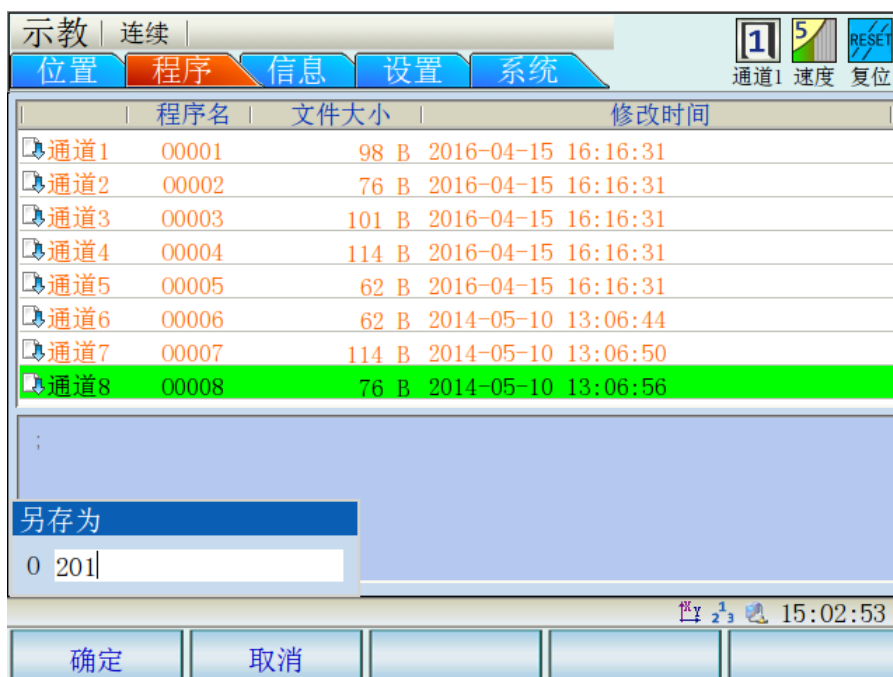 示教 | 连续 |
1 5 RESET
位置 程序 信息 设置 系统
通道1 速度 复位
程序名 文件大小 修改时间
通道1 O0001 98 B 2016-04-15 16:16:31
通道2 O0002 76 B 2016-04-15 16:16:31
通道3 O0003 101 B 2016-04-15 16:16:31
通道4 O0004 114 B 2016-04-15 16:16:31
通道5 O0005 62 B 2016-04-15 16:16:31
通道6 O0006 62 B 2014-05-10 13:06:44
通道7 O0007 114 B 2014-05-10 13:06:50
通道8 O0008 76 B 2014-05-10 13:06:56
;
另存为
O 201
X Y 1 2 3 15:02:53
确定 取消